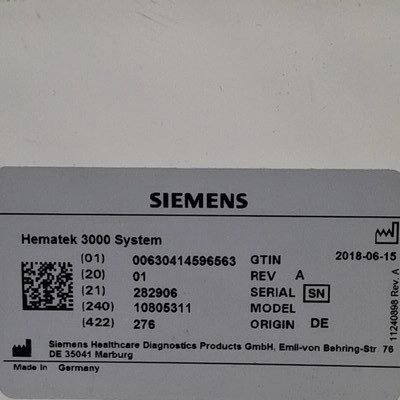 SIEMENS
Hematek 3000 System
2018-06-15
(01) 00630414596563 GTIN
(20) 01 REV A
(21) 282906 SERIAL SN
(240) 10805311 MODEL
(422) 276 ORIGIN DE
11240898 Rev. A
Siemens Healthcare Diagnostics Products GmbH, Emil-von Behring-Str. 76
DE 35041 Marburg
Made In Germany